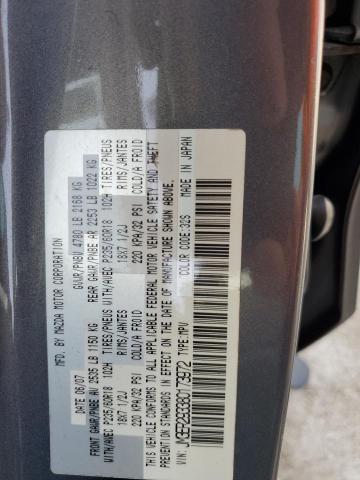 MFD. BY MAZDA MOTOR CORPORATION
DATE 06/07 GVWR/PNBV 4780 LB 2168 KG
FRONT GAWR/PNBE AV 2535 LB 1150 KG REAR GAWR/PNBE AR 2253 LB 1022 KG
WITH/AVEC P235/60R18 102H TIRES/PNEUS WITH/AVEC P235/60R18 102H TIRES/PNEUS
18X7 1/2J RIMS/JANTES 18X7 1/2J RIMS/JANTES
220 KPA/32 PSI COLD/A FROID 220 KPA/32 PSI COLD/A FROID
THIS VEHICLE CONFORMS TO ALL APPLICABLE FEDERAL MOTOR VEHICLE SAFETY AND THEFT
PREVENTION STANDARDS IN EFFECT ON THE DATE OF MANUFACTURE SHOWN ABOVE.
VIN: TYPE:MPV COLOR CODE:32S MADE IN JAPAN